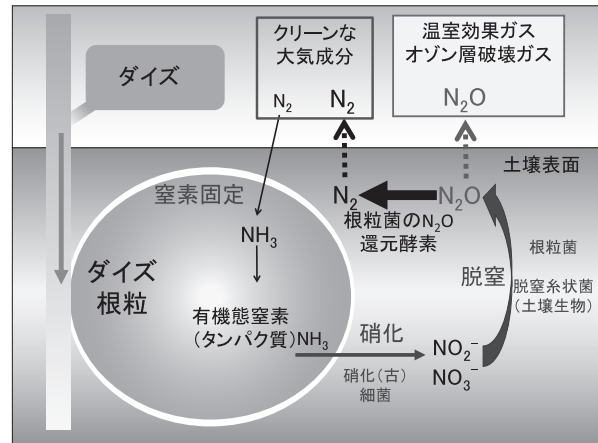 クリーンな
大気成分
N₂
N₂
温室効果ガス
オゾン層破壊ガス
N₂O
ダイズ
土壌表面
窒素固定
N₂
N₂O
根粒菌のN₂O
還元酵素
NH₃
ダイズ
根粒
根粒菌
脱窒
脱窒糸状菌
(土壌生物)
有機態窒素
(タンパク質)NH₃
硝化
硝化(古)
細菌
NO₂⁻
NO₃⁻